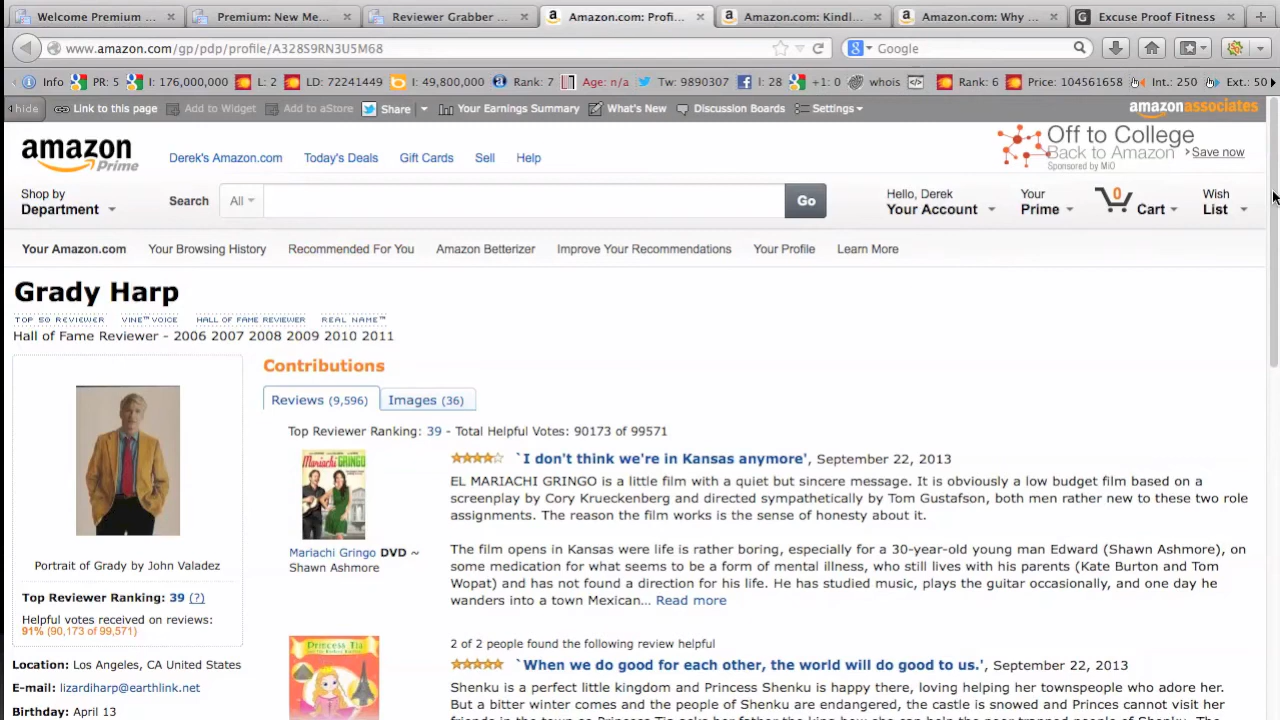 Welcome Premium ...
Premium: New Me...
Reviewer Grabber ...
Amazon.com: Profi...
Amazon.com: Kindl...
Amazon.com: Why ...
Excuse Proof Fitness
www.amazon.com/gp/pdp/profile/A328S9RN3U5M68
Google
Info PR: 5 I: 176,000,000 L: 2 LD: 72241449 I: 49,800,000 Rank: 7 Age: n/a Tw: 9890307 I: 28 +1: 0 whois Rank: 6 Price: 104561658 Int.: 250 Ext.: 50
hide Link to this page Add to Widget Add to aStore Share Your Earnings Summary What's New Discussion Boards Settings amazonassociates
amazon Prime
Derek's Amazon.com Today's Deals Gift Cards Sell Help
Off to College
Back to Amazon Save now
Sponsored by MiO
Shop by
Department
Search All Go
Hello, Derek
Your Account
Your
Prime
0
Cart
Wish
List
Your Amazon.com Your Browsing History Recommended For You Amazon Betterizer Improve Your Recommendations Your Profile Learn More
Grady Harp
TOP 50 REVIEWER VINE™ VOICE HALL OF FAME REVIEWER REAL NAME™
Hall of Fame Reviewer - 2006 2007 2008 2009 2010 2011
Portrait of Grady by John Valadez
Top Reviewer Ranking: 39 (?)
Helpful votes received on reviews:
91% (90,173 of 99,571)
Location: Los Angeles, CA United States
E-mail: lizardiharp@earthlink.net
Birthday: April 13
Contributions
Reviews (9,596) Images (36)
Top Reviewer Ranking: 39 - Total Helpful Votes: 90173 of 99571
Mariachi GRINGO
Mariachi Gringo DVD ~
Shawn Ashmore
`I don't think we're in Kansas anymore', September 22, 2013
EL MARIACHI GRINGO is a little film with a quiet but sincere message. It is obviously a low budget film based on a
screenplay by Cory Krueckenberg and directed sympathetically by Tom Gustafson, both men rather new to these two role
assignments. The reason the film works is the sense of honesty about it.
The film opens in Kansas were life is rather boring, especially for a 30-year-old young man Edward (Shawn Ashmore), on
some medication for what seems to be a form of mental illness, who still lives with his parents (Kate Burton and Tom
Wopat) and has not found a direction for his life. He has studied music, plays the guitar occasionally, and one day he
wanders into a town Mexican... Read more
2 of 2 people found the following review helpful
Princess Tia
`When we do good for each other, the world will do good to us.', September 22, 2013
Shenku is a perfect little kingdom and Princess Shenku is happy there, loving helping her townspeople who adore her.
But a bitter winter comes and the people of Shenku are endangered, the castle is snowed and Princes cannot visit her